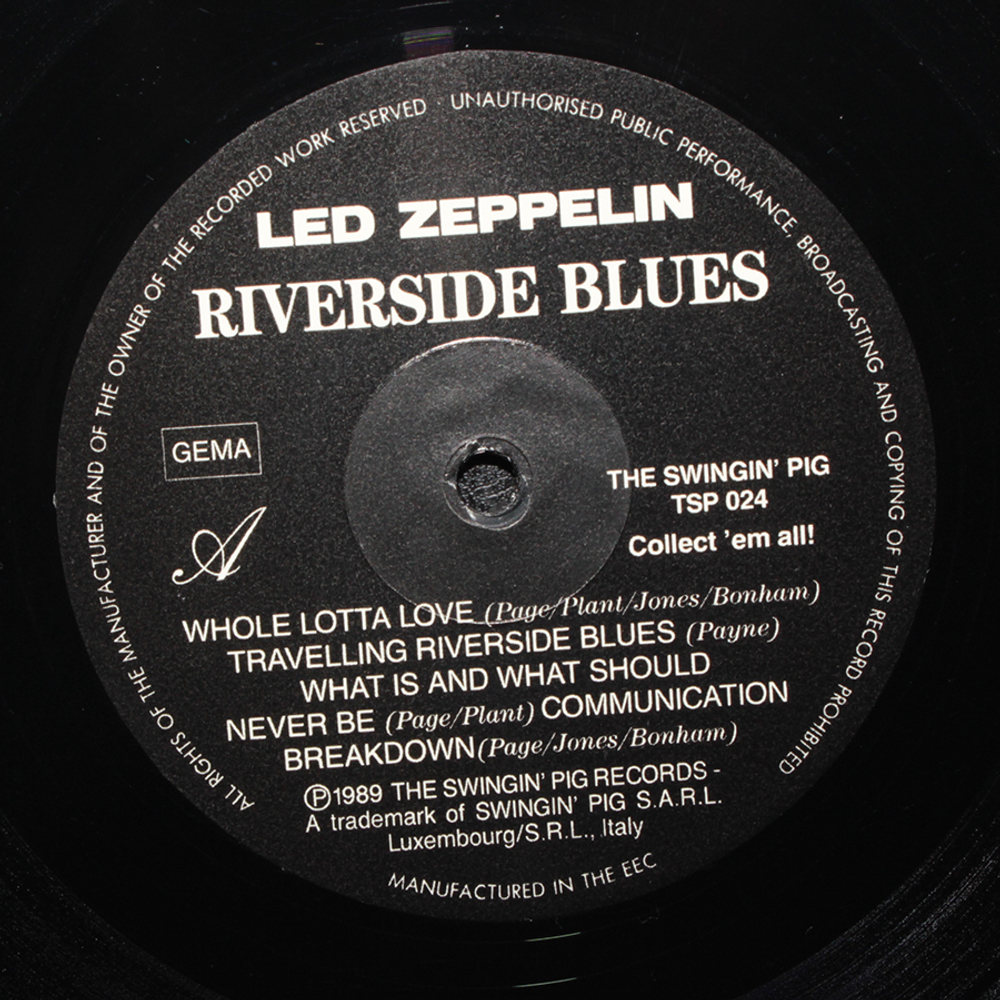 ALL RIGHTS OF THE MANUFACTURER AND OF THE OWNER OF THE RECORDED WORK RESERVED · UNAUTHORISED PUBLIC PERFORMANCE, BROADCASTING AND COPYING OF THIS RECORD PROHIBITED
LED ZEPPELIN
RIVERSIDE BLUES
GEMA
A
THE SWINGIN' PIG
TSP 024
Collect 'em all!
WHOLE LOTTA LOVE (Page/Plant/Jones/Bonham)
TRAVELLING RIVERSIDE BLUES (Payne)
WHAT IS AND WHAT SHOULD
NEVER BE (Page/Plant) COMMUNICATION
BREAKDOWN (Page/Jones/Bonham)
Ⓟ1989 THE SWINGIN' PIG RECORDS -
A trademark of SWINGIN' PIG S.A.R.L.
Luxembourg/S.R.L., Italy
MANUFACTURED IN THE EEC